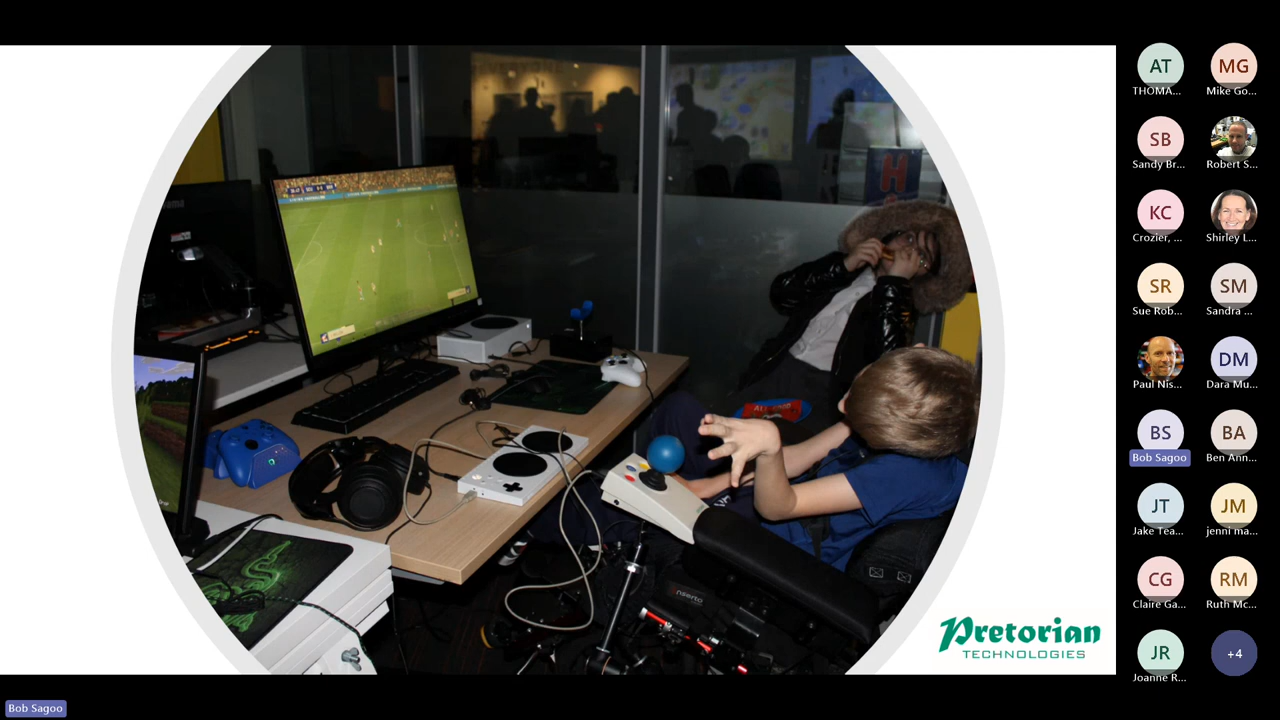 H
Pretorian
TECHNOLOGIES
AT
THOMA...
MG
Mike Go...
SB
Sandy Br...
Robert S...
KC
Crozier, ...
Shirley L...
SR
Sue Rob...
SM
Sandra ...
Paul Nis...
DM
Dara Mu...
BS
Bob Sagoo
BA
Ben Ann...
JT
Jake Tea...
JM
jenni ma...
CG
Claire Ga...
RM
Ruth Mc...
JR
Joanne R...
+4
Bob Sagoo